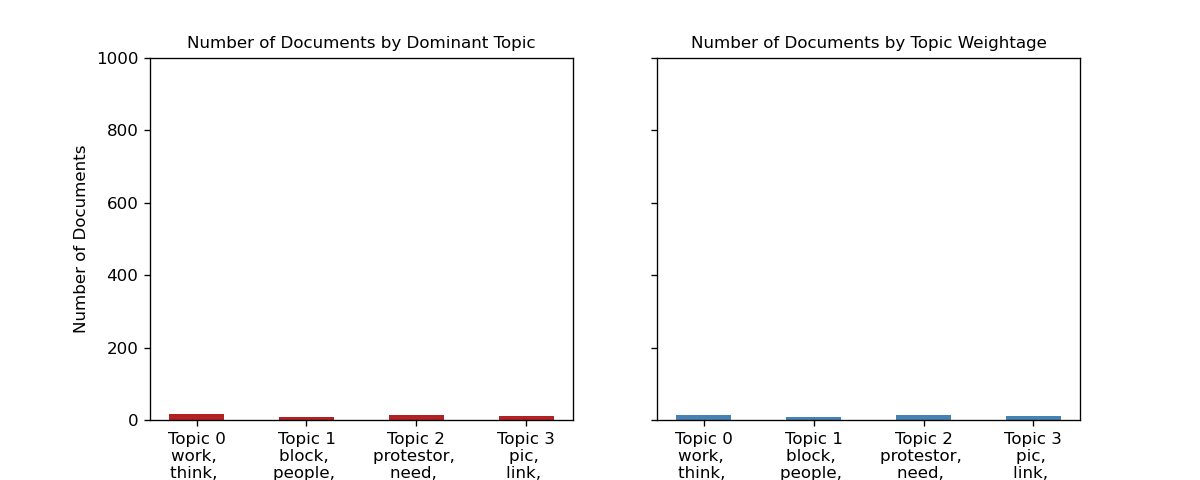 Number of Documents by Dominant Topic
Number of Documents
1000
800
600
400
200
0
Topic 0
work,
think,
Topic 1
block,
people,
Topic 2
protestor,
need,
Topic 3
pic,
link,
Number of Documents by Topic Weightage
Topic 0
work,
think,
Topic 1
block,
people,
Topic 2
protestor,
need,
Topic 3
pic,
link,